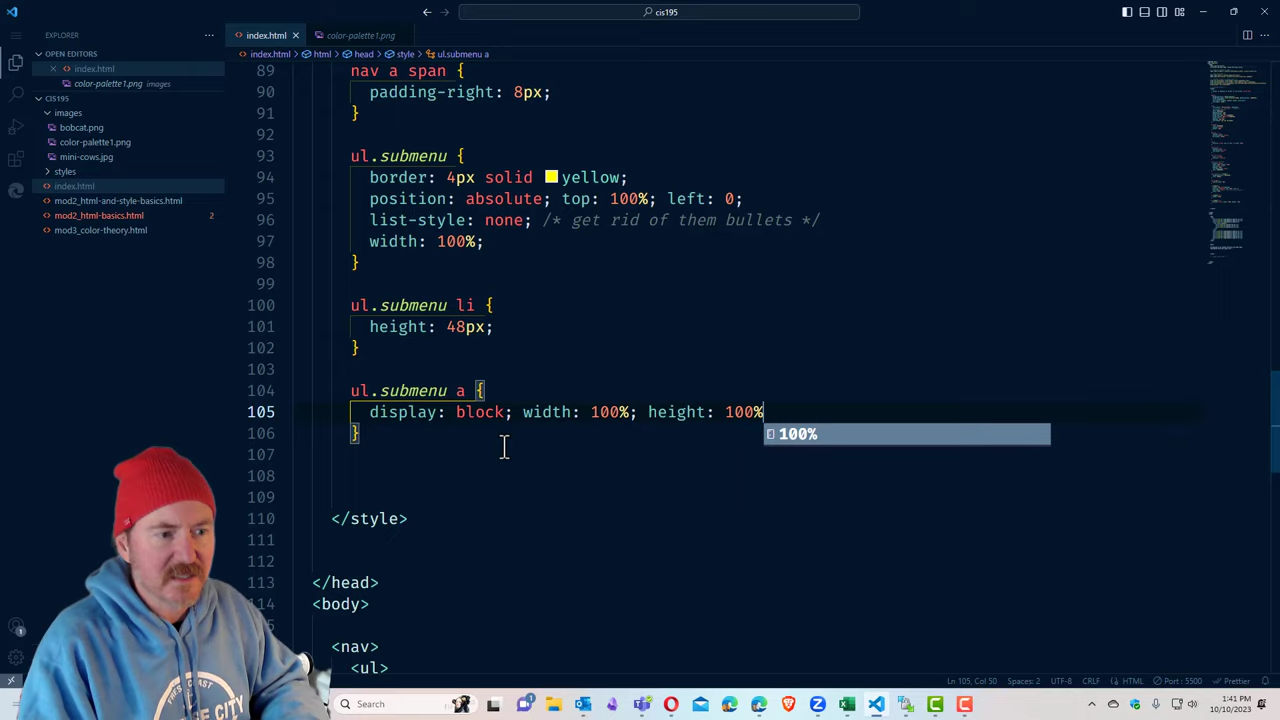 cis195
EXPLORER
index.html
color-palette1.png
OPEN EDITORS
index.html > html > head > style > ul.submenu a
index.html
color-palette1.png images
CIS195
images
bobcat.png
color-palette1.png
mini-cows.jpg
styles
index.html
mod2_html-and-style-basics.html
mod2_html-basics.html 2
mod3_color-theory.html
89 nav a span {
90 padding-right: 8px;
91 }
92
93 ul.submenu {
94 border: 4px solid yellow;
95 position: absolute; top: 100%; left: 0;
96 list-style: none; /* get rid of them bullets */
97 width: 100%;
98 }
99
100 ul.submenu li {
101 height: 48px;
102 }
103
104 ul.submenu a {
105 display: block; width: 100%; height: 100%
100%
106 }
107
108
109
110 </style>
111
112
113 </head>
114 <body>
5
<nav>
<ul>
1
Ln 105, Col 50 Spaces: 2 UTF-8 CRLF HTML Port : 5500 Prettier
Search
1:41 PM
10/10/2023